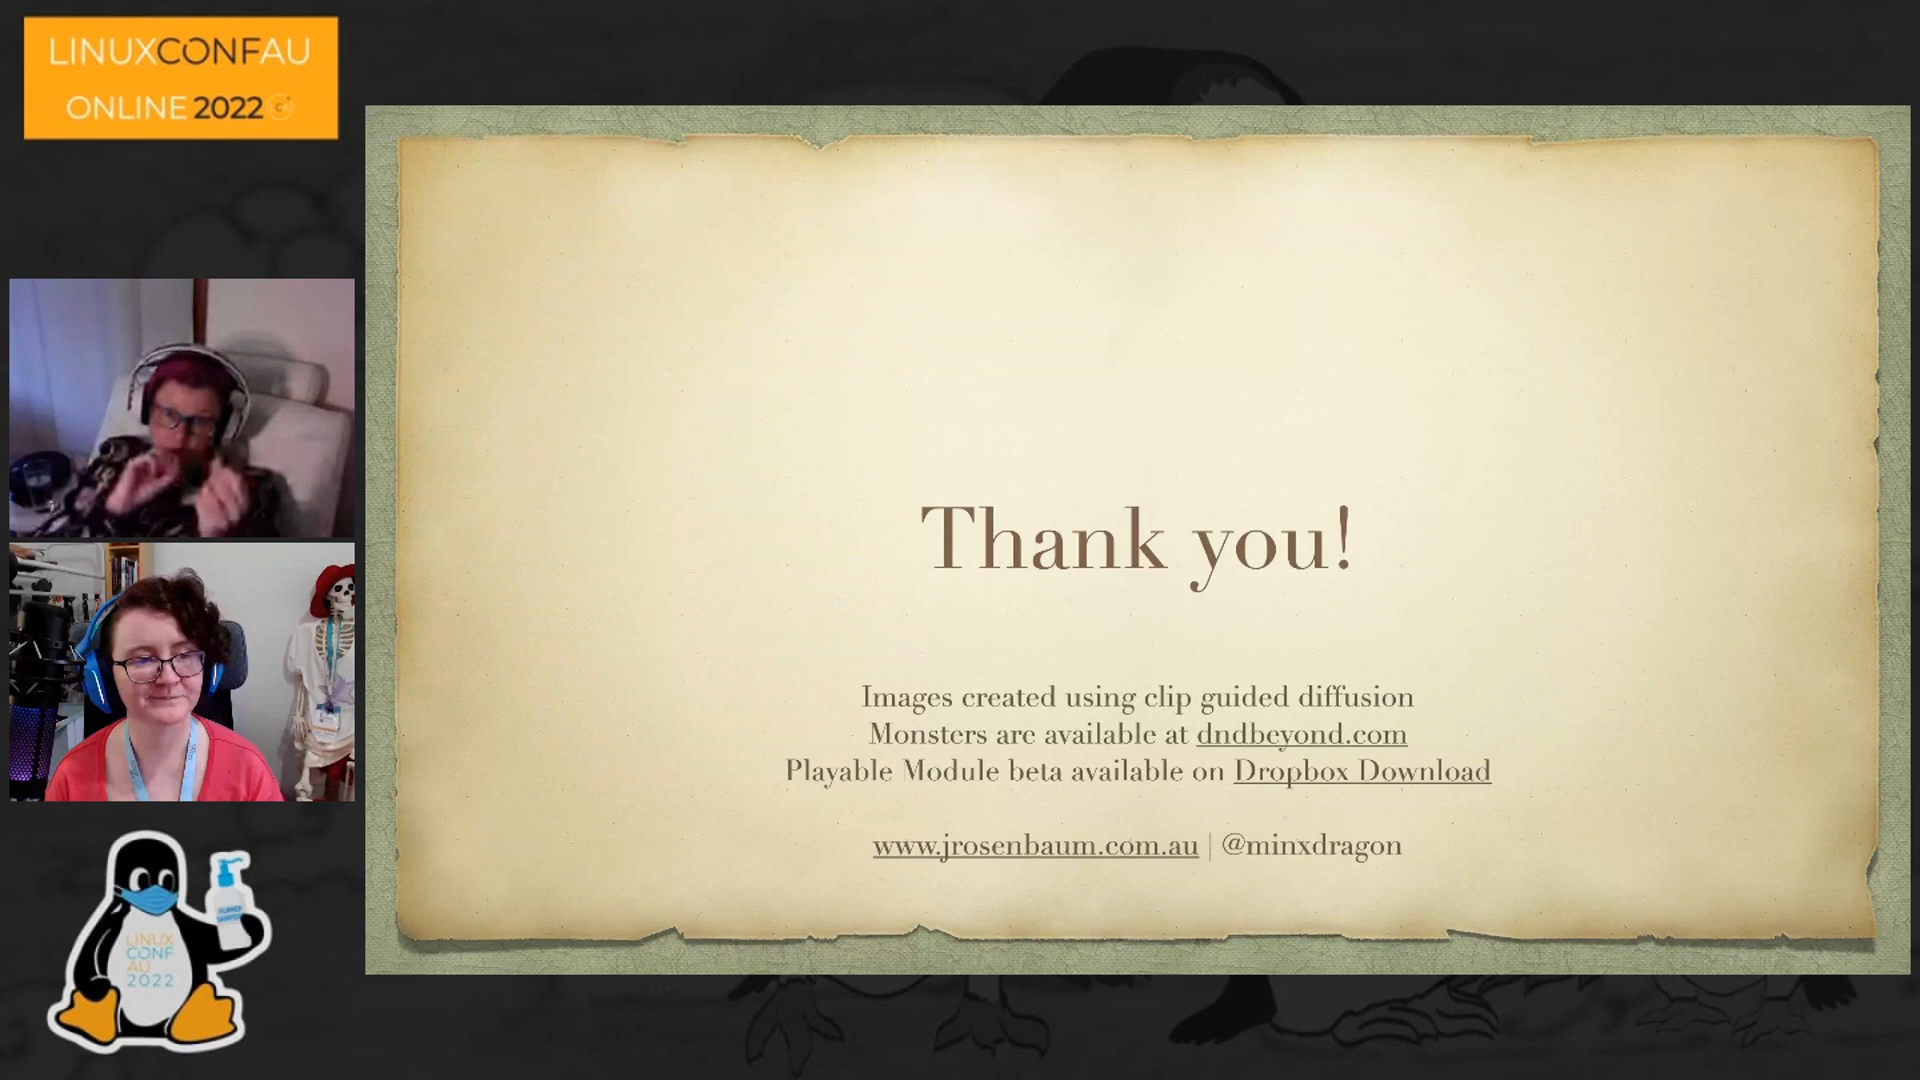 LINUXCONFAU
ONLINE 2022
Thank you!
Images created using clip guided diffusion
Monsters are available at dndbeyond.com
Playable Module beta available on Dropbox Download
www.jrosenbaum.com.au | @minxdragon
LINUX
CONF
AU
2022